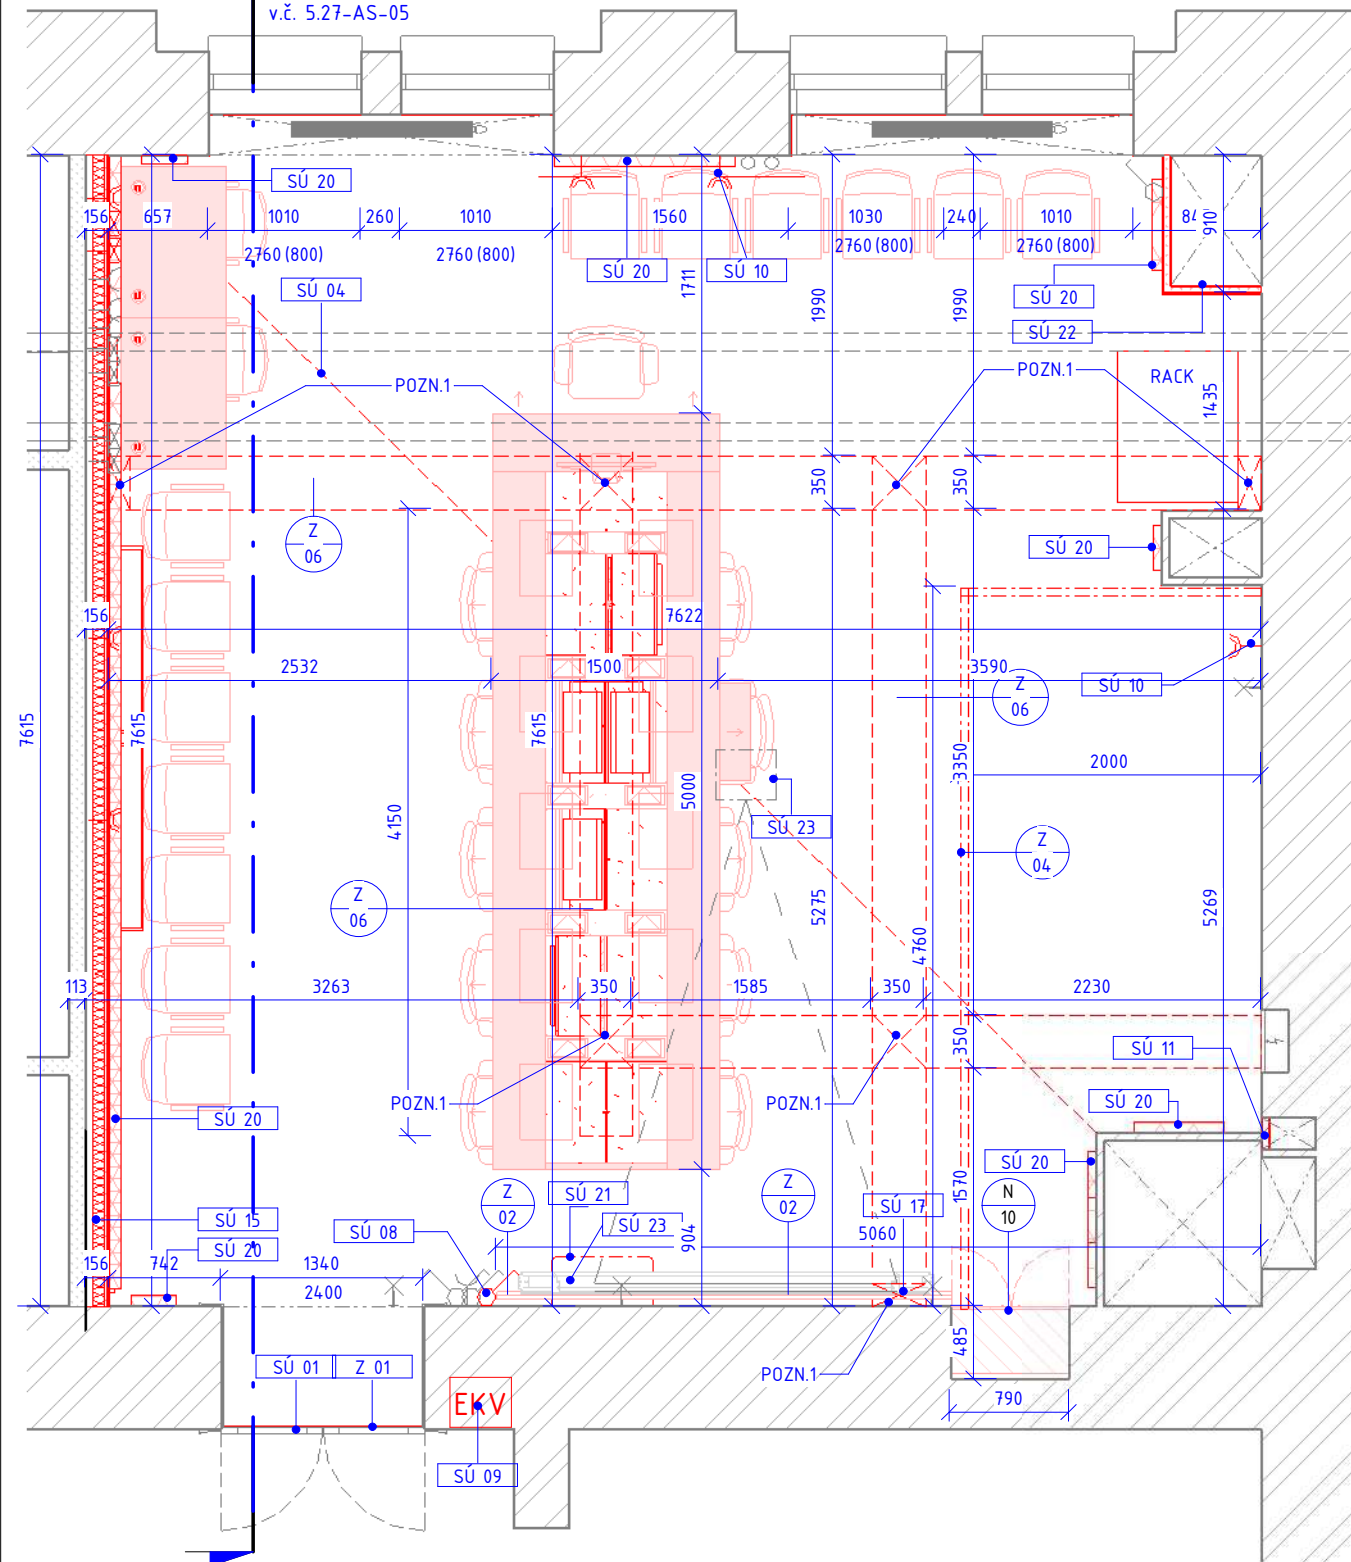 v.č. 5.27-AS-05
SÚ 20
156
657
1010
260
1010
1560
1030
240
1010
910
2760 (800)
2760 (800)
2760 (800)
2760 (800)
SÚ 04
SÚ 20
SÚ 10
1711
1990
1990
SÚ 20
SÚ 22
POZN.1
POZN.1
RACK
1435
350
350
Z
06
SÚ 20
156
7622
2532
1500
3590
Z
06
SÚ 10
7615
7615
7615
3350
2000
5000
4150
SÚ 23
Z
04
Z
06
5275
4760
5269
113
3263
350
1585
350
2230
350
SÚ 11
POZN.1
POZN.1
SÚ 20
SÚ 20
SÚ 20
1570
Z
02
SÚ 21
Z
02
SÚ 17
N
10
SÚ 15
SÚ 08
SÚ 23
904
5060
SÚ 20
156
742
1340
2400
485
SÚ 01
Z 01
POZN.1
EKV
790
SÚ 09